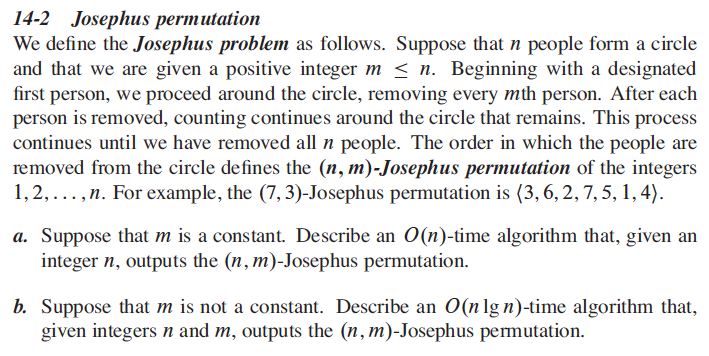 14-2 Josephus permutation
We define the Josephus problem as follows. Suppose that n people form a circle
and that we are given a positive integer m ≤ n. Beginning with a designated
first person, we proceed around the circle, removing every mth person. After each
person is removed, counting continues around the circle that remains. This process
continues until we have removed all n people. The order in which the people are
removed from the circle defines the (n, m)-Josephus permutation of the integers
1, 2, . . . , n. For example, the (7, 3)-Josephus permutation is ⟨3, 6, 2, 7, 5, 1, 4⟩.
a. Suppose that m is a constant. Describe an O(n)-time algorithm that, given an
integer n, outputs the (n, m)-Josephus permutation.
b. Suppose that m is not a constant. Describe an O(n lg n)-time algorithm that,
given integers n and m, outputs the (n, m)-Josephus permutation.